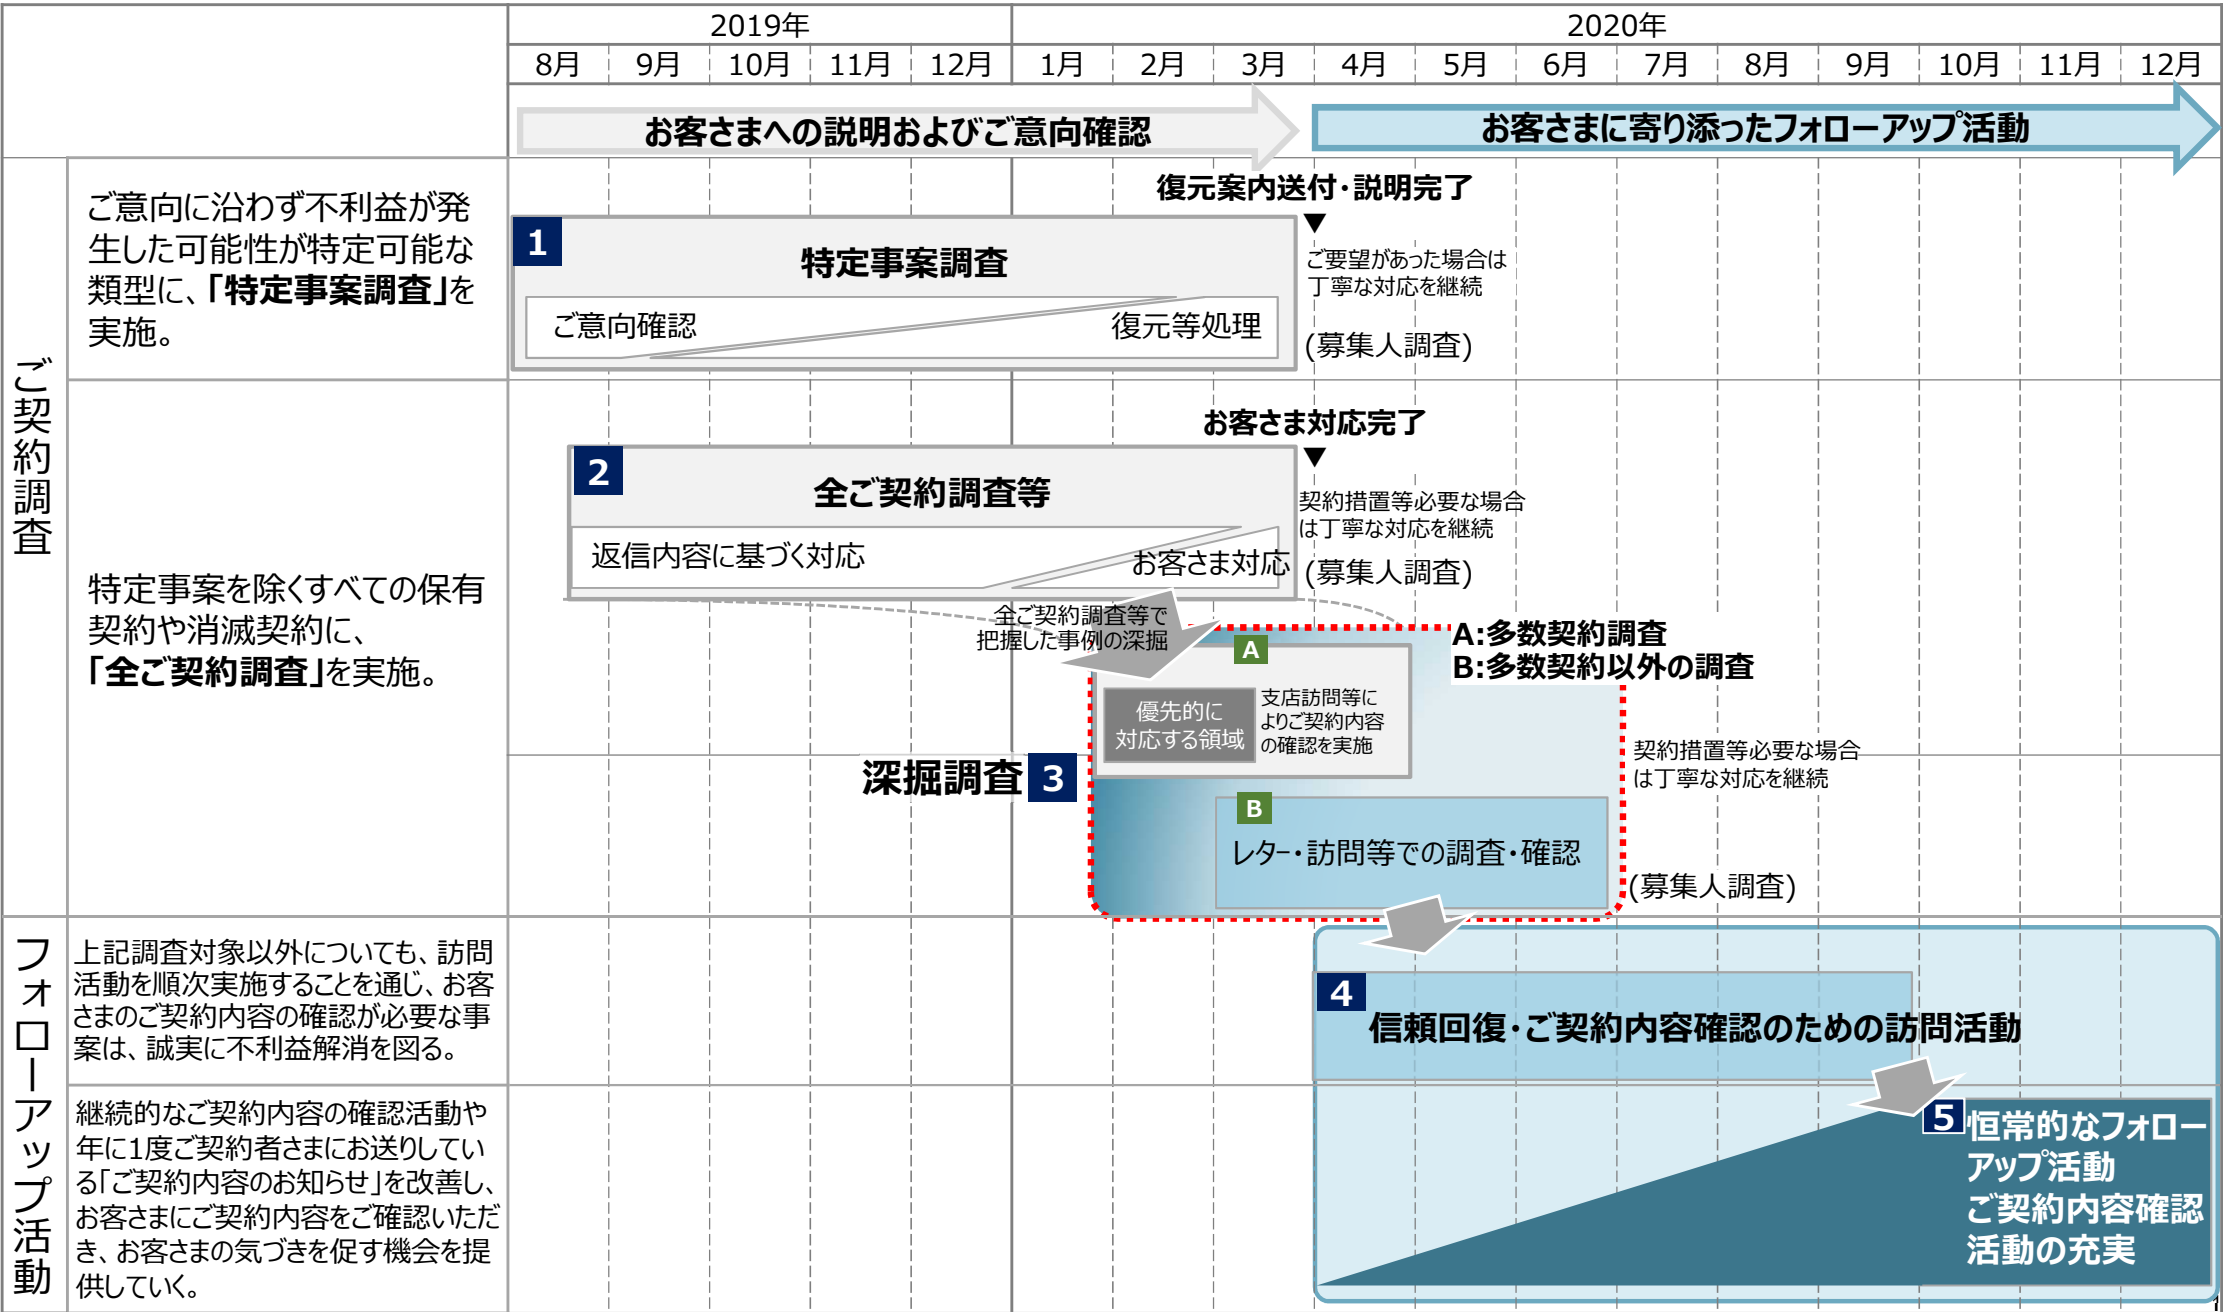 2019年
2020年
8月
9月
10月
11月
12月
1月
2月
3月
4月
5月
6月
7月
8月
9月
10月
11月
12月
お客さまへの説明およびご意向確認
お客さまに寄り添ったフォローアップ活動
ご契約調査
ご意向に沿わず不利益が発
生した可能性が特定可能な
類型に、「特定事案調査」を
実施。
復元案内送付・説明完了
▼
1
特定事案調査
ご意向確認
復元等処理
ご要望があった場合は
丁寧な対応を継続
(募集人調査)
特定事案を除くすべての保有
契約や消滅契約に、
「全ご契約調査」を実施。
お客さま対応完了
▼
2
全ご契約調査等
返信内容に基づく対応
お客さま対応
契約措置等必要な場合
は丁寧な対応を継続
(募集人調査)
全ご契約調査等で
把握した事例の深掘
A:多数契約調査
B:多数契約以外の調査
A
優先的に
対応する領域
支店訪問等に
よりご契約内容
の確認を実施
深掘調査
3
契約措置等必要な場合
は丁寧な対応を継続
B
レター・訪問等での調査・確認
(募集人調査)
フォローアップ活動
上記調査対象以外についても、訪問
活動を順次実施することを通じ、お客
さまのご契約内容の確認が必要な事
案は、誠実に不利益解消を図る。
4
信頼回復・ご契約内容確認のための訪問活動
継続的なご契約内容の確認活動や
年に1度ご契約者さまにお送りしてい
る「ご契約内容のお知らせ」を改善し、
お客さまにご契約内容をご確認いただ
き、お客さまの気づきを促す機会を提
供していく。
5
恒常的なフォロー
アップ活動
ご契約内容確認
活動の充実